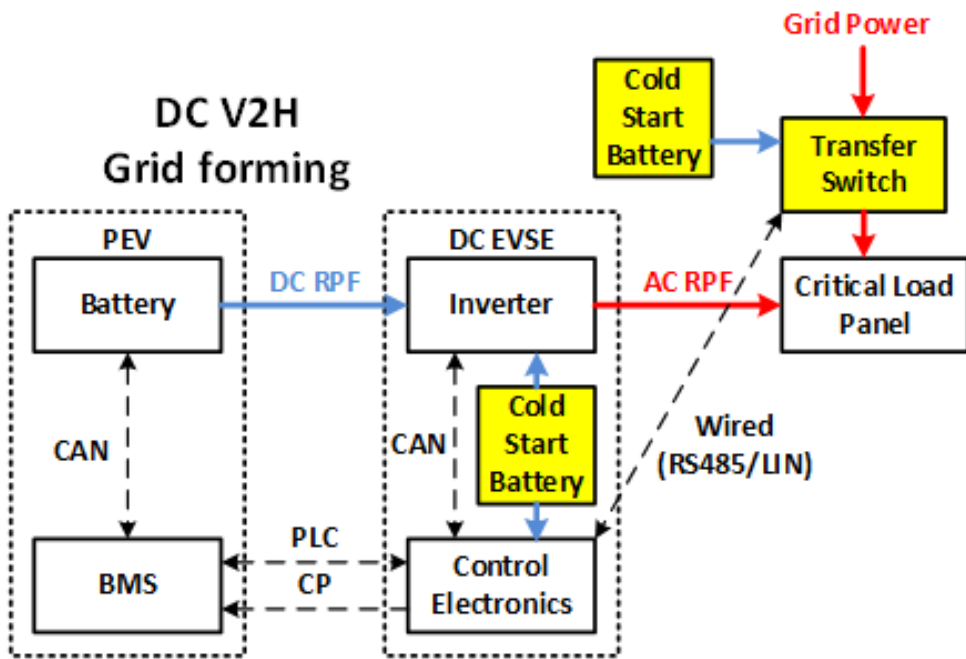 Grid Power
Cold
Start
Battery
DC V2H
Grid forming
Transfer
Switch
PEV
DC EVSE
Battery
DC RPF
Inverter
AC RPF
Critical Load
Panel
CAN
CAN
Cold
Start
Battery
Wired
(RS485/LIN)
BMS
PLC
CP
Control
Electronics